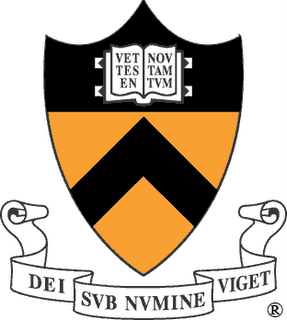 VET NOV
TES TAM
EN TVM
DEI SVB NVMINE VIGET
®